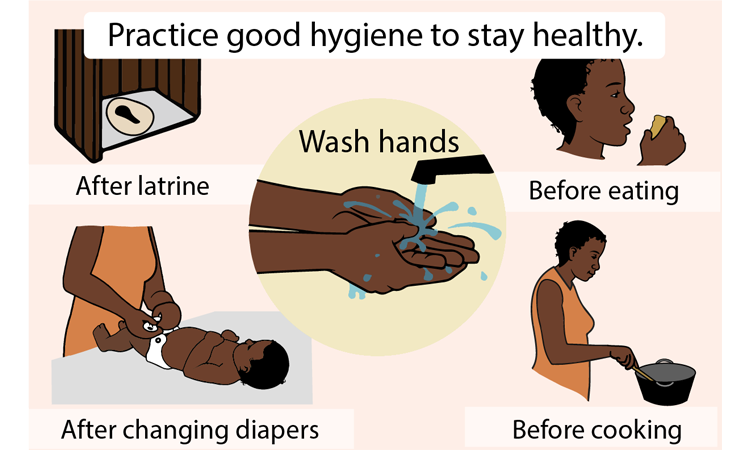 Practice good hygiene to stay healthy.
Wash hands
After latrine
Before eating
After changing diapers
Before cooking